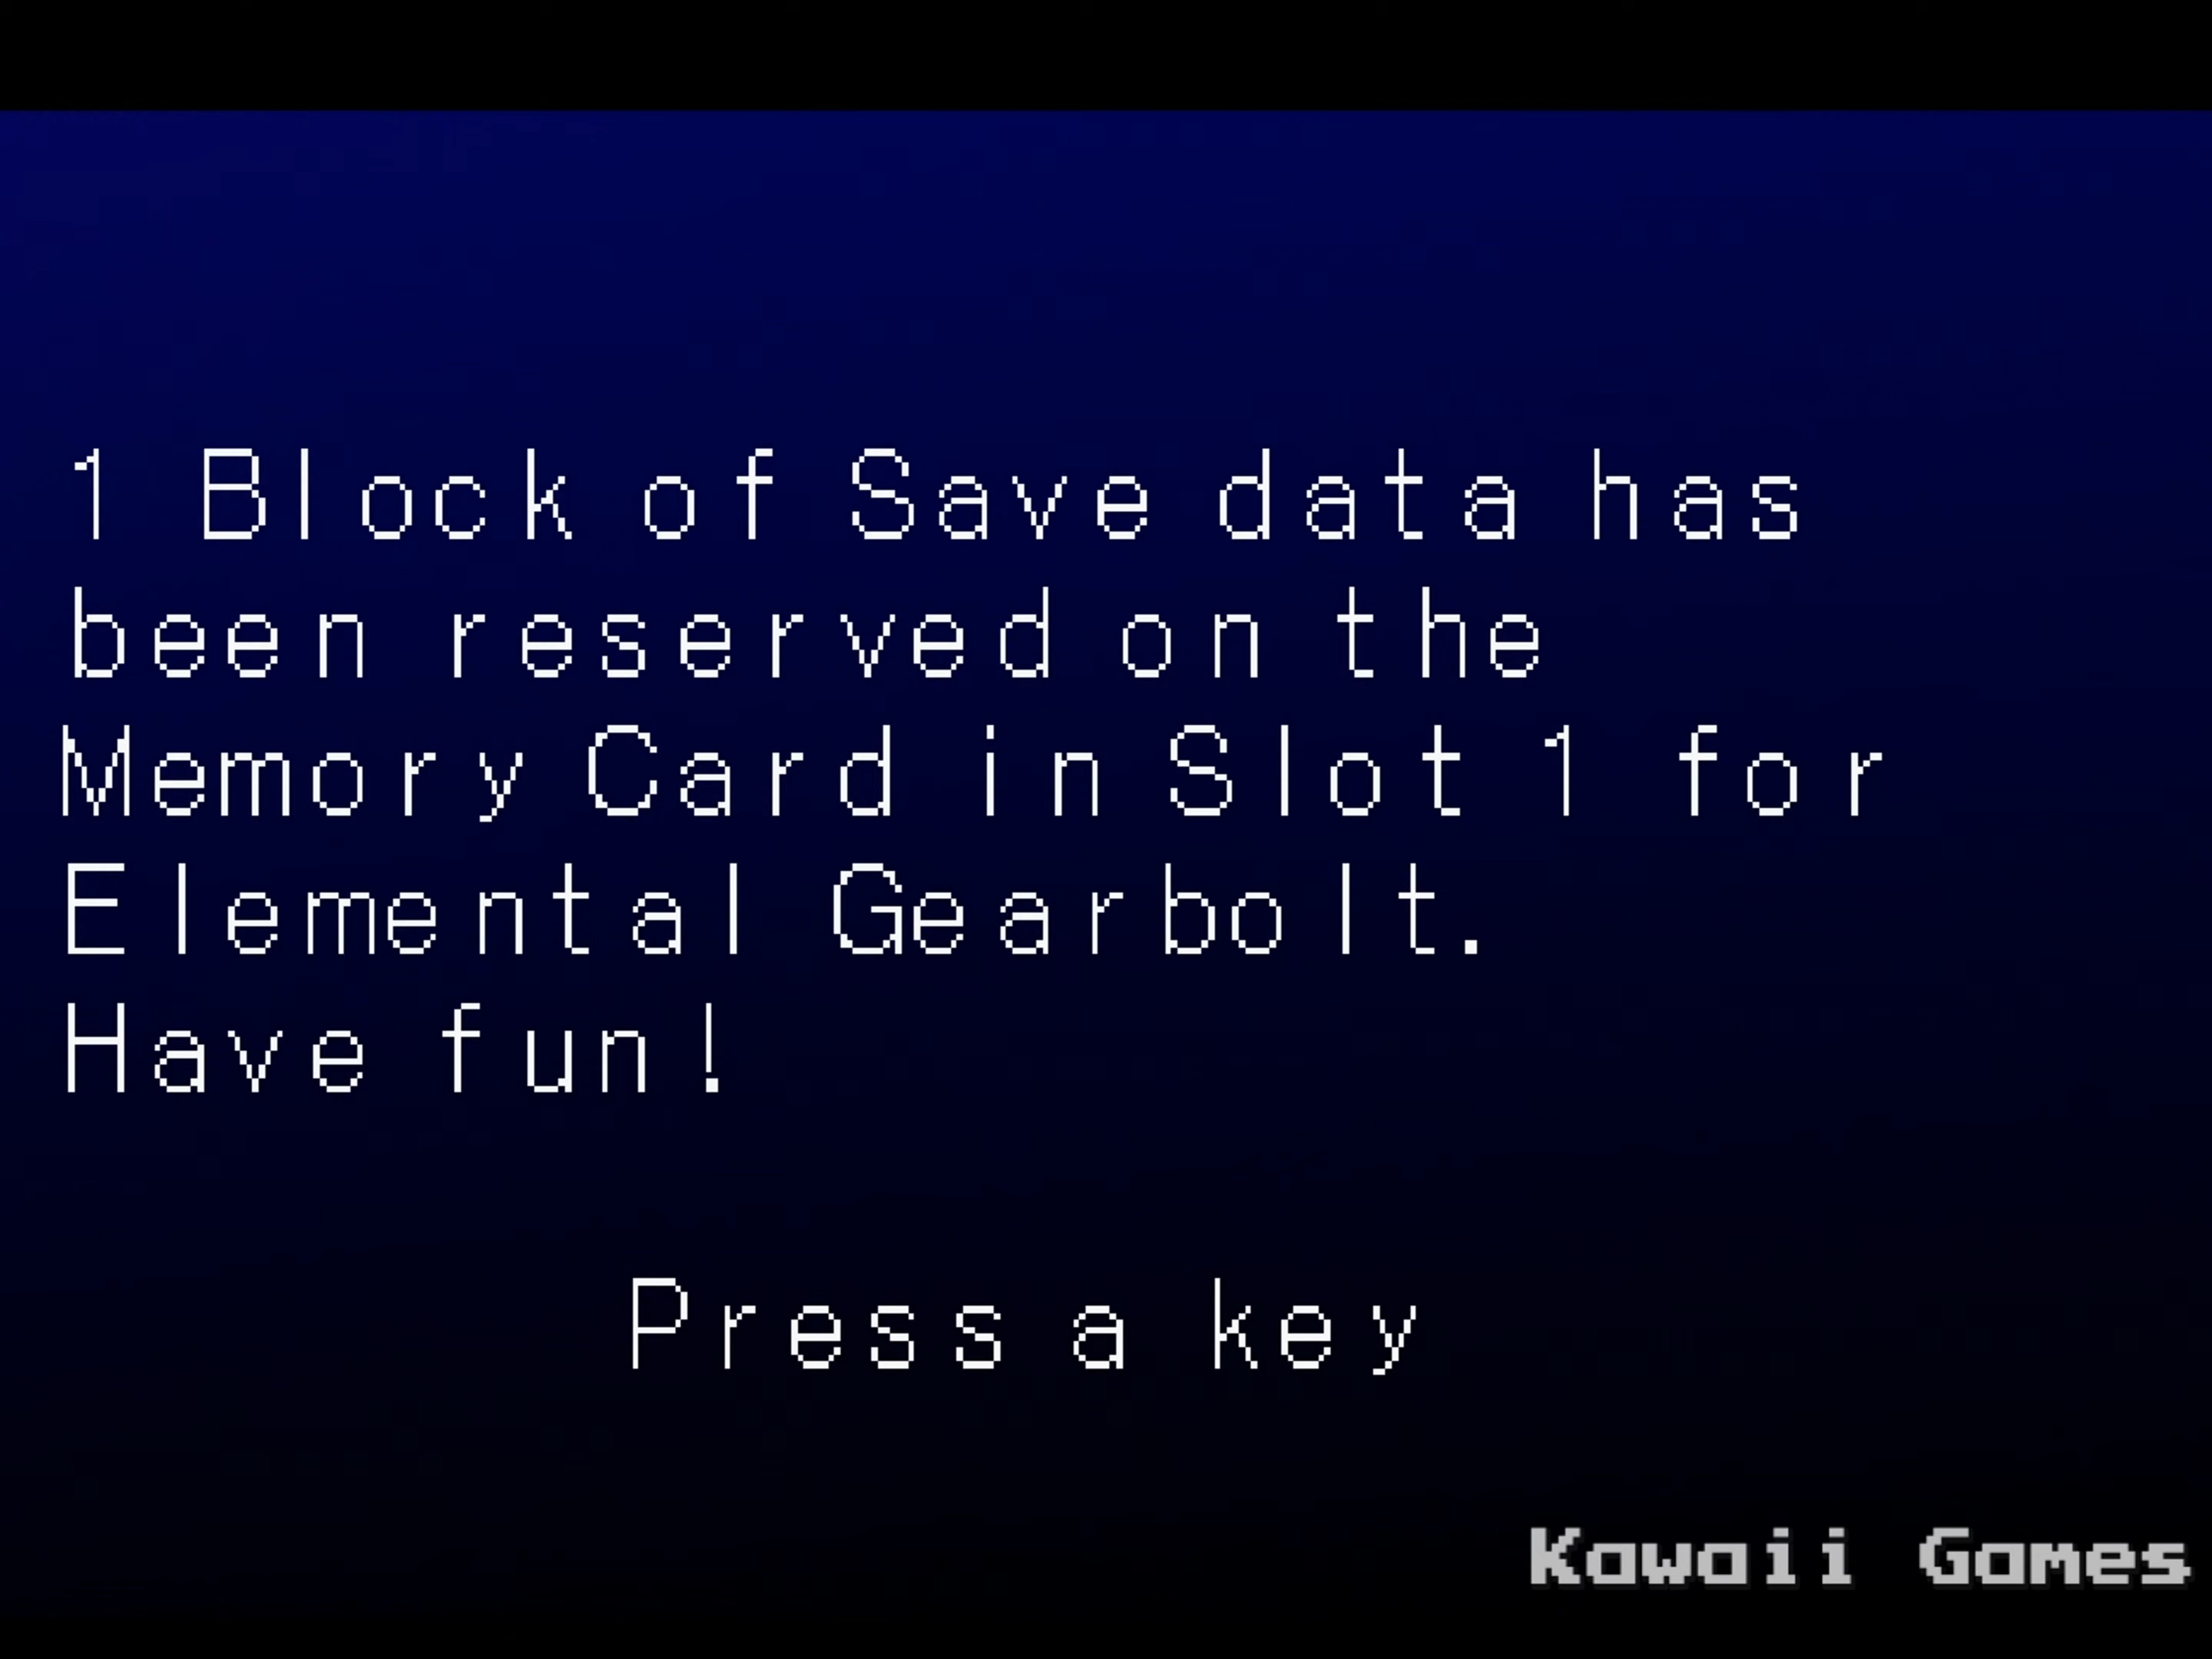 1 Block of Save data has
been reserved on the
Memory Card in Slot 1 for
Elemental Gearbolt.
Have fun!
Press a key
Kawaii Games